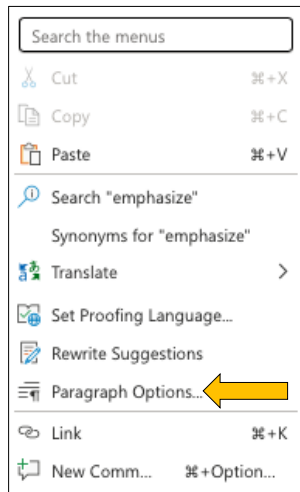 Search the menus
Cut ⌘+X
Copy ⌘+C
Paste ⌘+V
Search "emphasize"
Synonyms for "emphasize"
Translate
Set Proofing Language...
Rewrite Suggestions
Paragraph Options...
Link ⌘+K
New Comm... ⌘+Option...